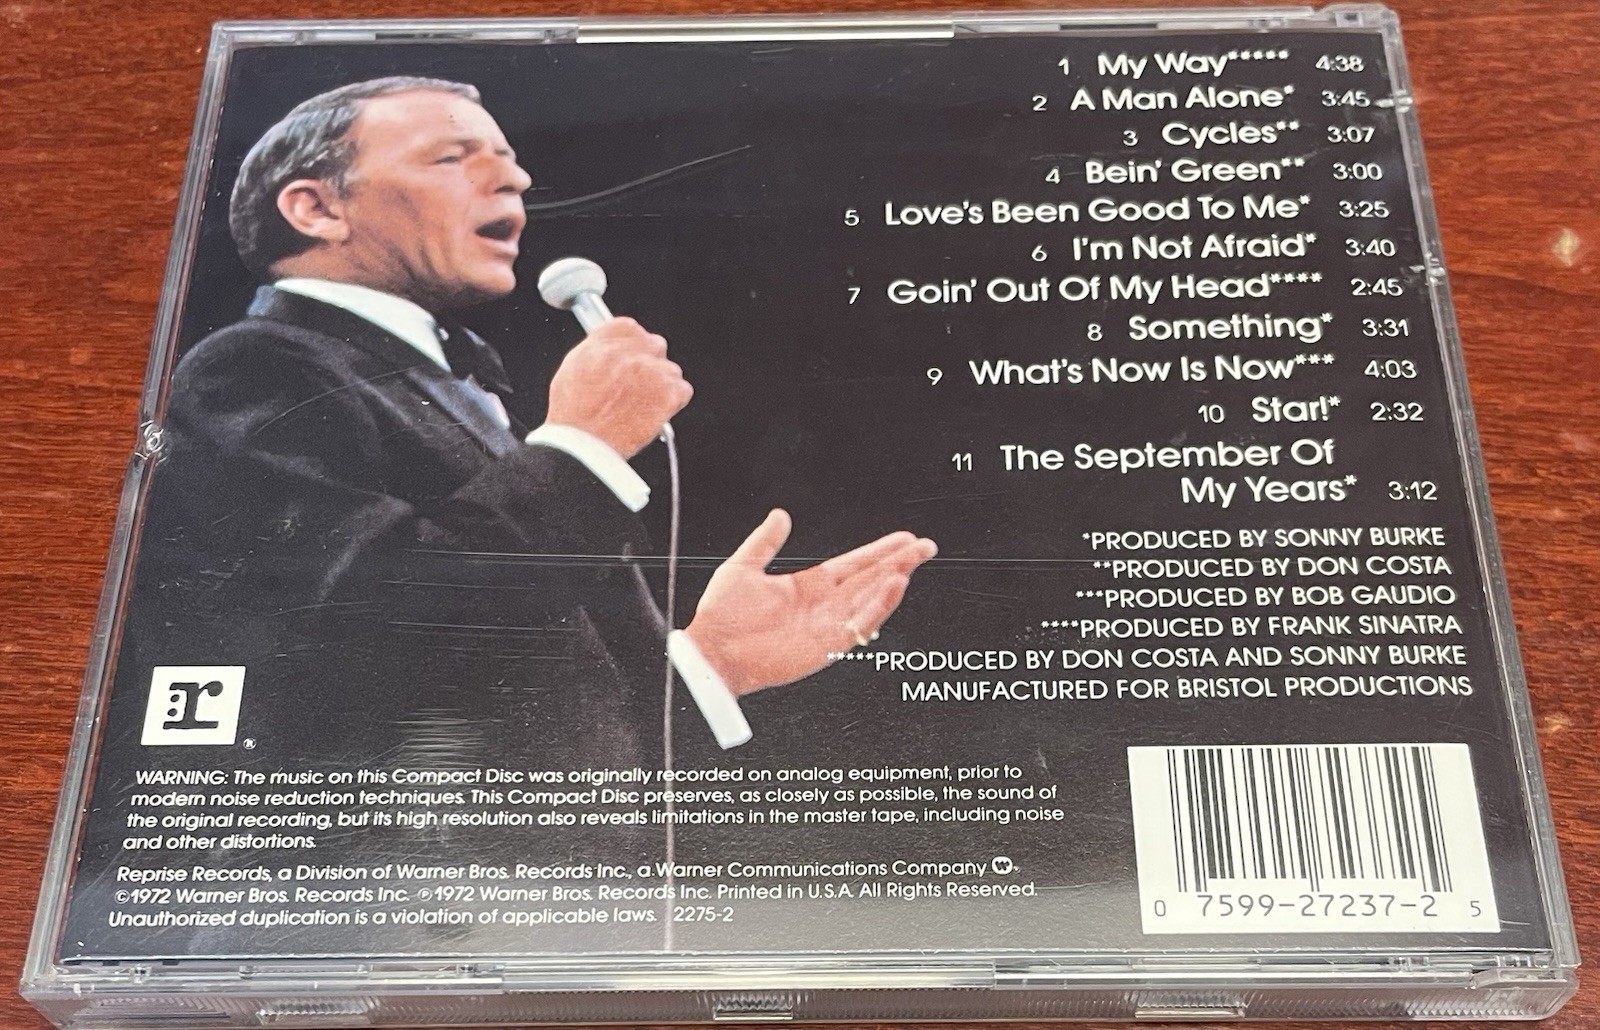 1 My Way***** 4:38
2 A Man Alone* 3:45
3 Cycles** 3:07
4 Bein' Green** 3:00
5 Love's Been Good To Me* 3:25
6 I'm Not Afraid* 3:40
7 Goin' Out Of My Head**** 2:45
8 Something* 3:31
9 What's Now Is Now*** 4:03
10 Star!* 2:32
11 The September Of
My Years* 3:12
*PRODUCED BY SONNY BURKE
**PRODUCED BY DON COSTA
***PRODUCED BY BOB GAUDIO
****PRODUCED BY FRANK SINATRA
*****PRODUCED BY DON COSTA AND SONNY BURKE
MANUFACTURED FOR BRISTOL PRODUCTIONS
ar
®
WARNING: The music on this Compact Disc was originally recorded on analog equipment, prior to
modern noise reduction techniques. This Compact Disc preserves, as closely as possible, the sound of
the original recording, but its high resolution also reveals limitations in the master tape, including noise
and other distortions.
Reprise Records, a Division of Warner Bros. Records Inc., a Warner Communications Company W.
©1972 Warner Bros. Records Inc. ℗1972 Warner Bros. Records Inc. Printed in U.S.A. All Rights Reserved.
Unauthorized duplication is a violation of applicable laws. 2275-2
0 7599-27237-2 5